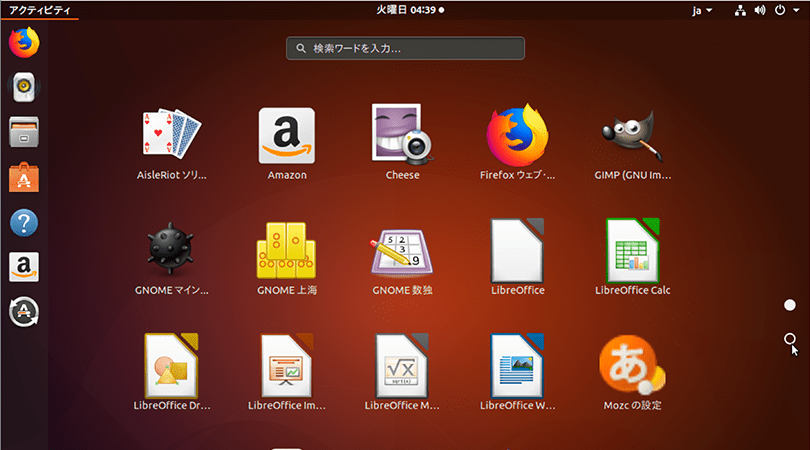 アクティビティ
火曜日 04:39
ja
検索ワードを入力...
AisleRiot ソリ...
Amazon
Cheese
Firefox ウェブ・...
GIMP (GNU Im...
GNOME マイン...
GNOME 上海
GNOME 数独
LibreOffice
LibreOffice Calc
LibreOffice Dr...
LibreOffice Im...
LibreOffice M...
LibreOffice W...
Mozc の設定